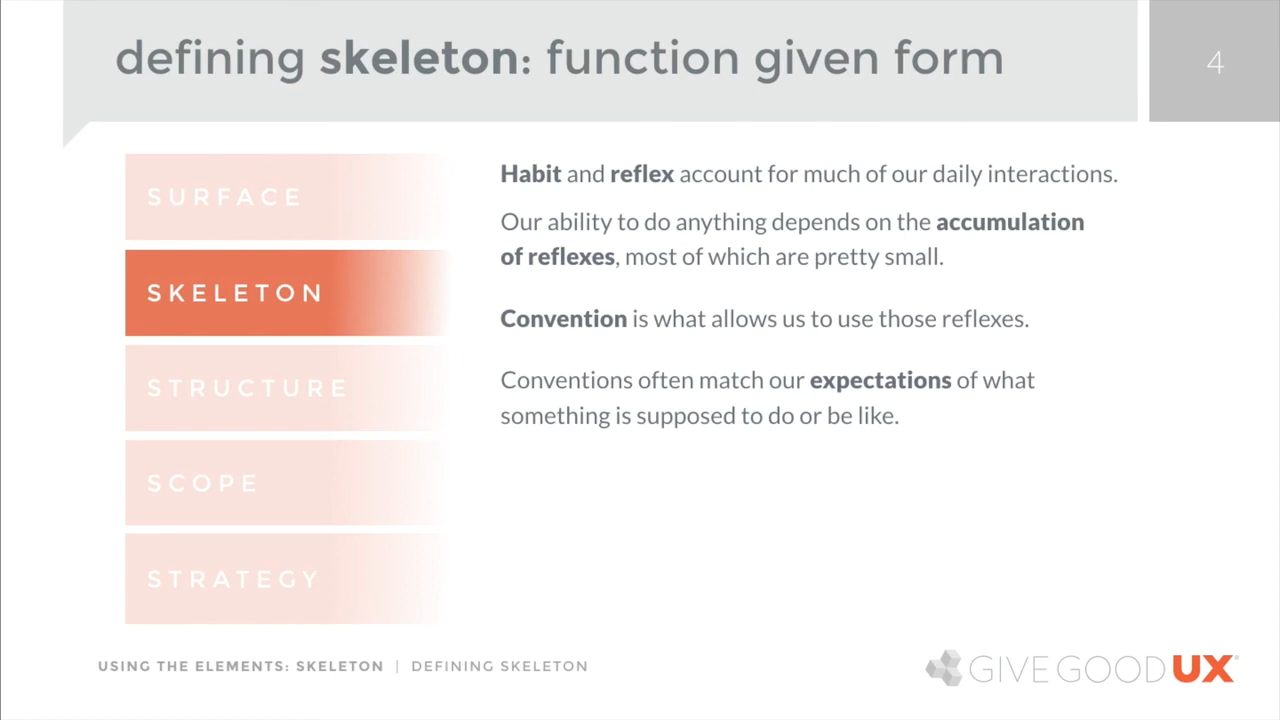 defining skeleton: function given form
4
SURFACE
SKELETON
STRUCTURE
SCOPE
STRATEGY
Habit and reflex account for much of our daily interactions.
Our ability to do anything depends on the accumulation
of reflexes, most of which are pretty small.
Convention is what allows us to use those reflexes.
Conventions often match our expectations of what
something is supposed to do or be like.
USING THE ELEMENTS: SKELETON | DEFINING SKELETON
GIVE GOOD UX®